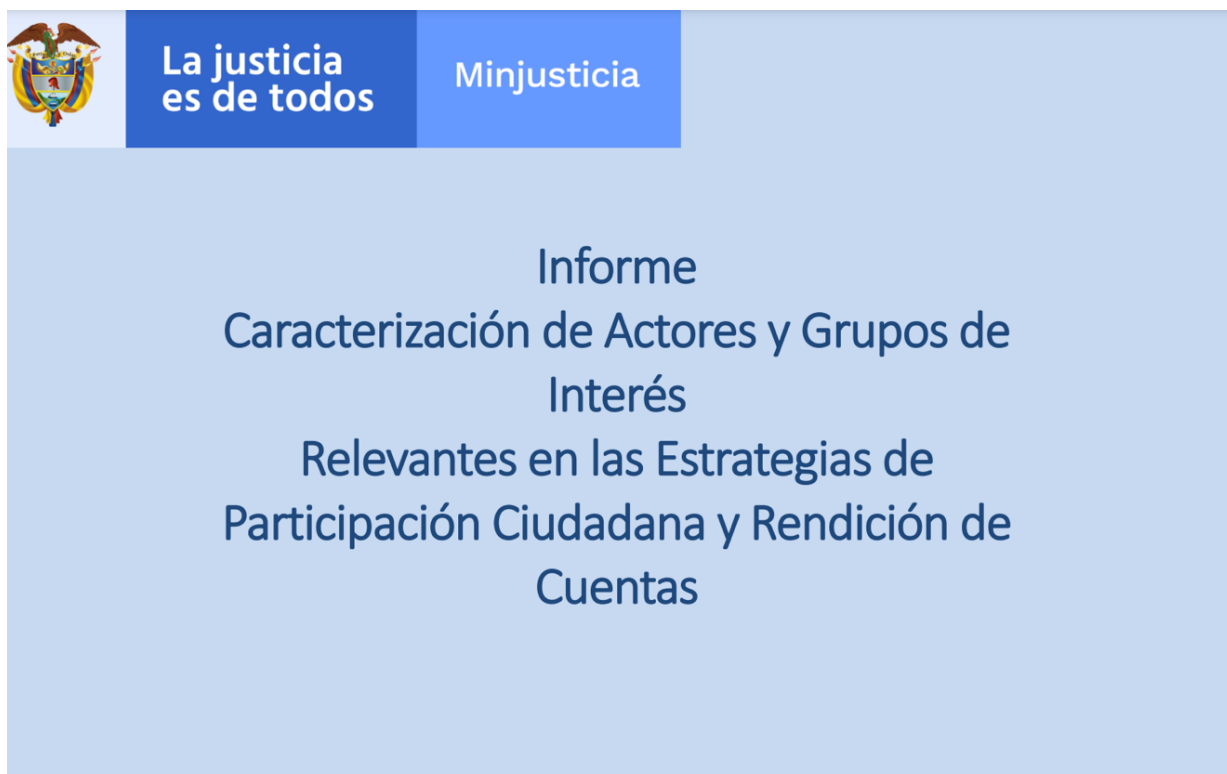 La justicia
es de todos
Minjusticia
Informe
Caracterización de Actores y Grupos de
Interés
Relevantes en las Estrategias de
Participación Ciudadana y Rendición de
Cuentas